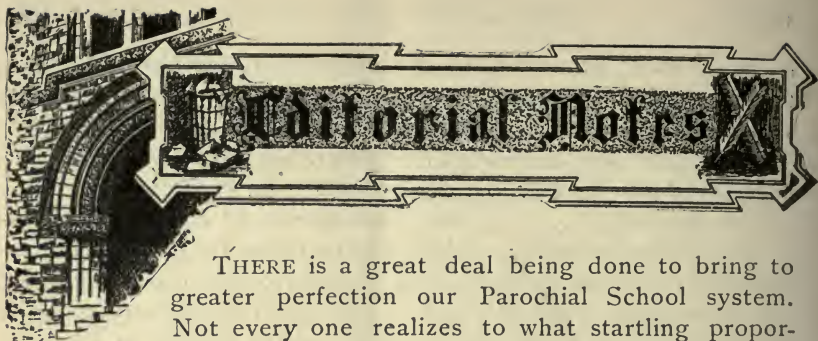 Editorial Notes
THERE is a great deal being done to bring to
greater perfection our Parochial School system.
Not every one realizes to what startling propor-